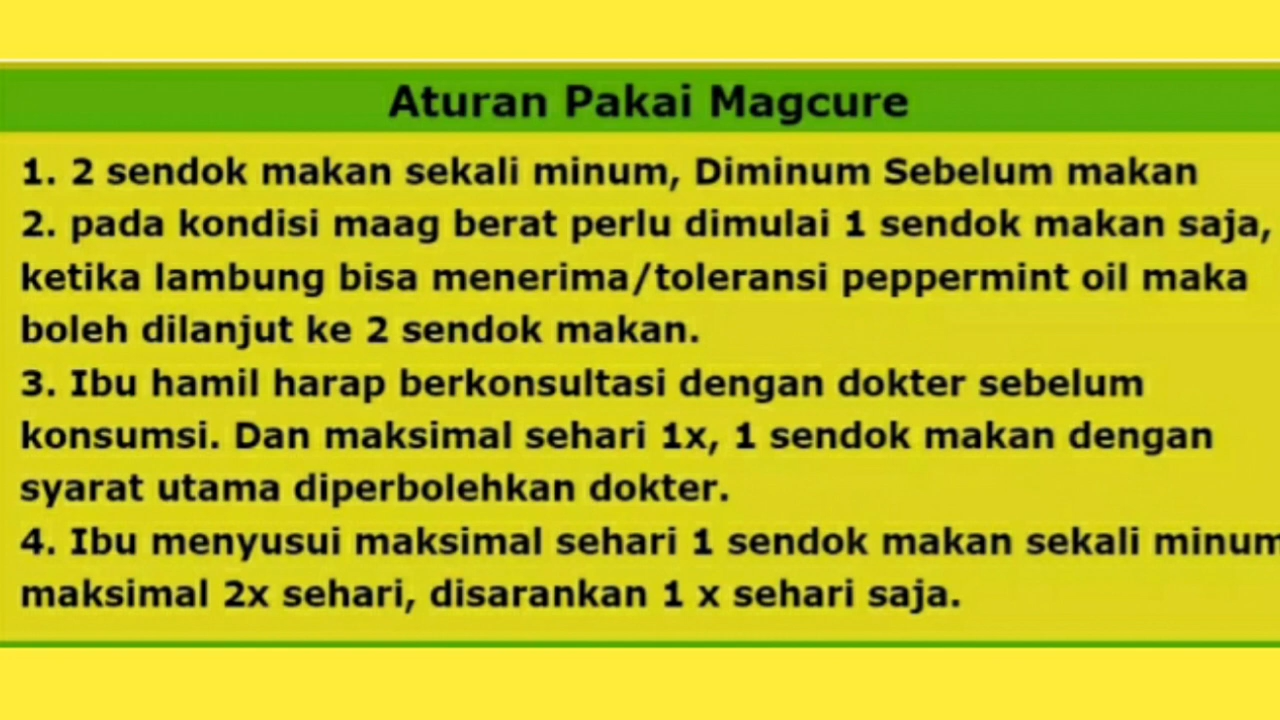 Aturan Pakai Magcure
1. 2 sendok makan sekali minum, Diminum Sebelum makan
2. pada kondisi maag berat perlu dimulai 1 sendok makan saja,
ketika lambung bisa menerima/toleransi peppermint oil maka
boleh dilanjut ke 2 sendok makan.
3. Ibu hamil harap berkonsultasi dengan dokter sebelum
konsumsi. Dan maksimal sehari 1x, 1 sendok makan dengan
syarat utama diperbolehkan dokter.
4. Ibu menyusui maksimal sehari 1 sendok makan sekali minum
maksimal 2x sehari, disarankan 1 x sehari saja.